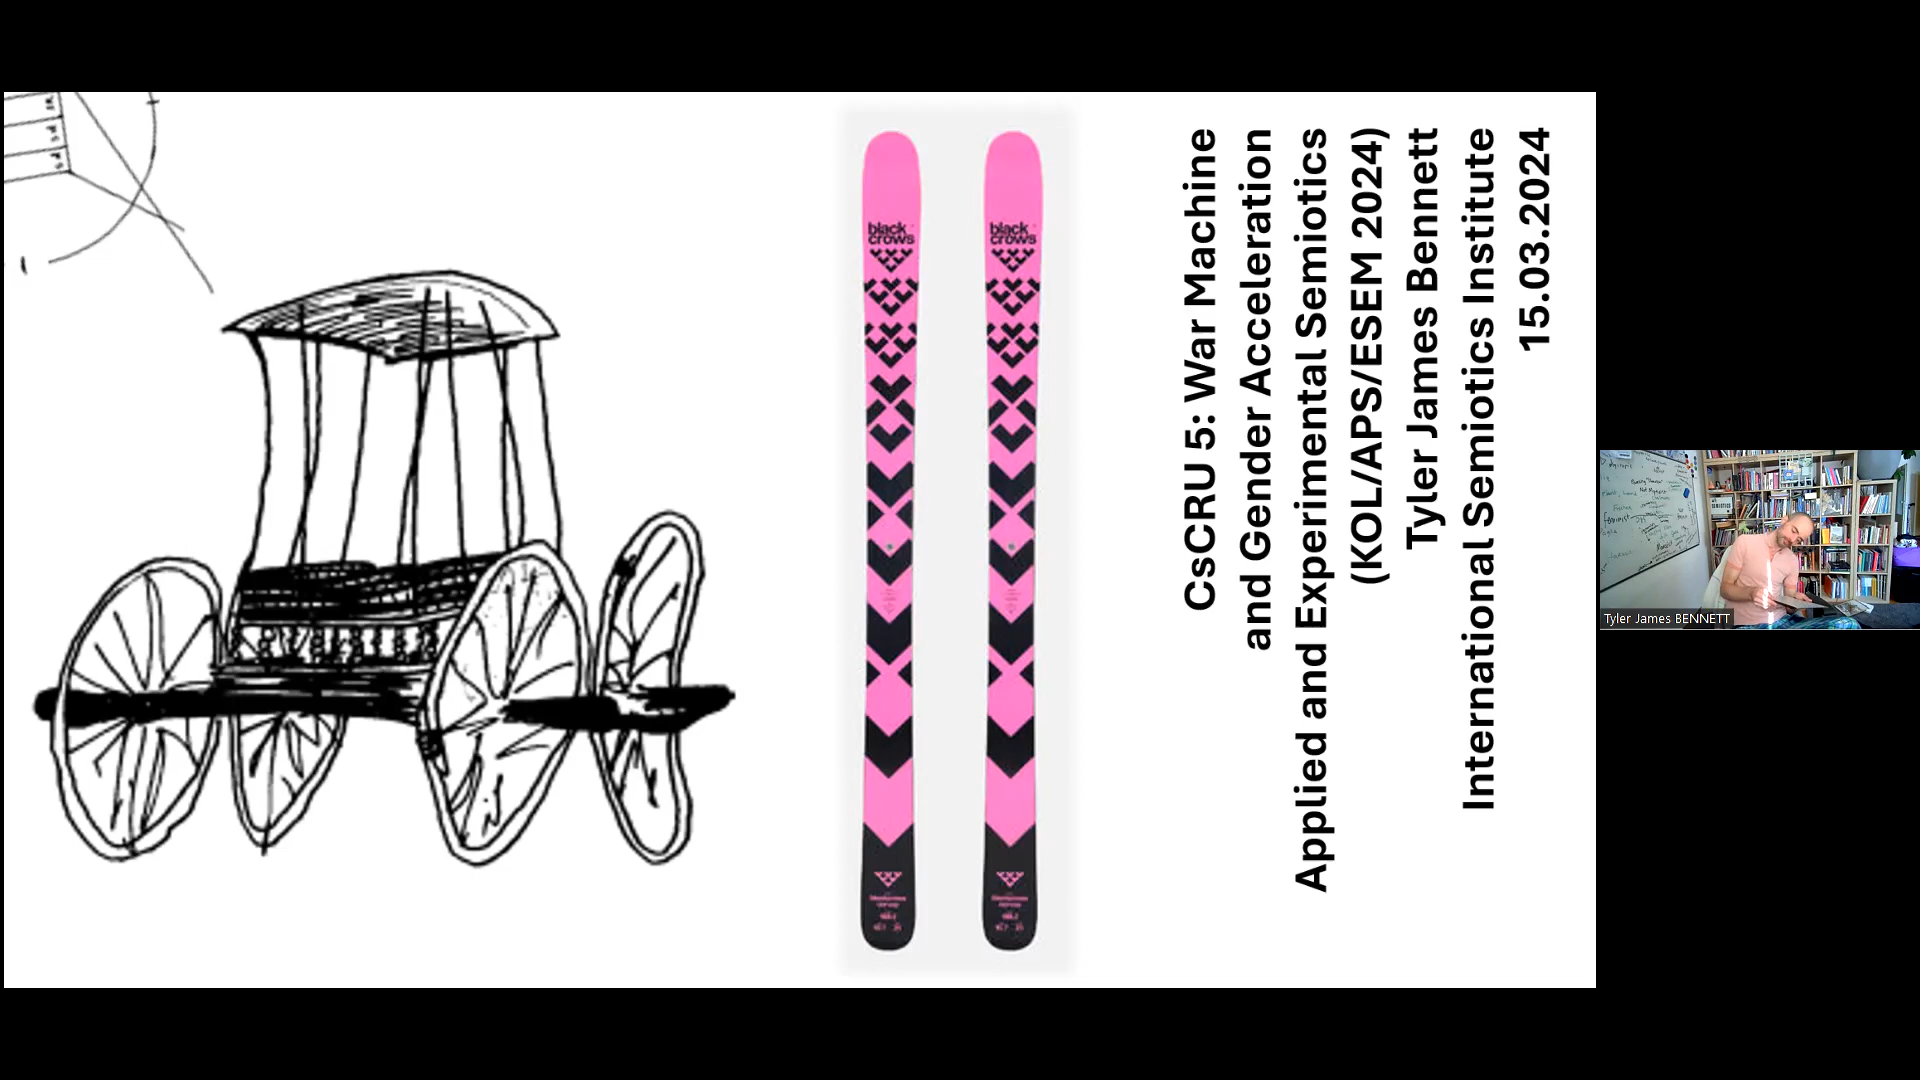 CsCRU 5: War Machine
and Gender Acceleration
Applied and Experimental Semiotics
(KOL/APS/ESEM 2024)
Tyler James Bennett
International Semiotics Institute
15.03.2024
black
crows
black
crows
Tyler James BENNETT